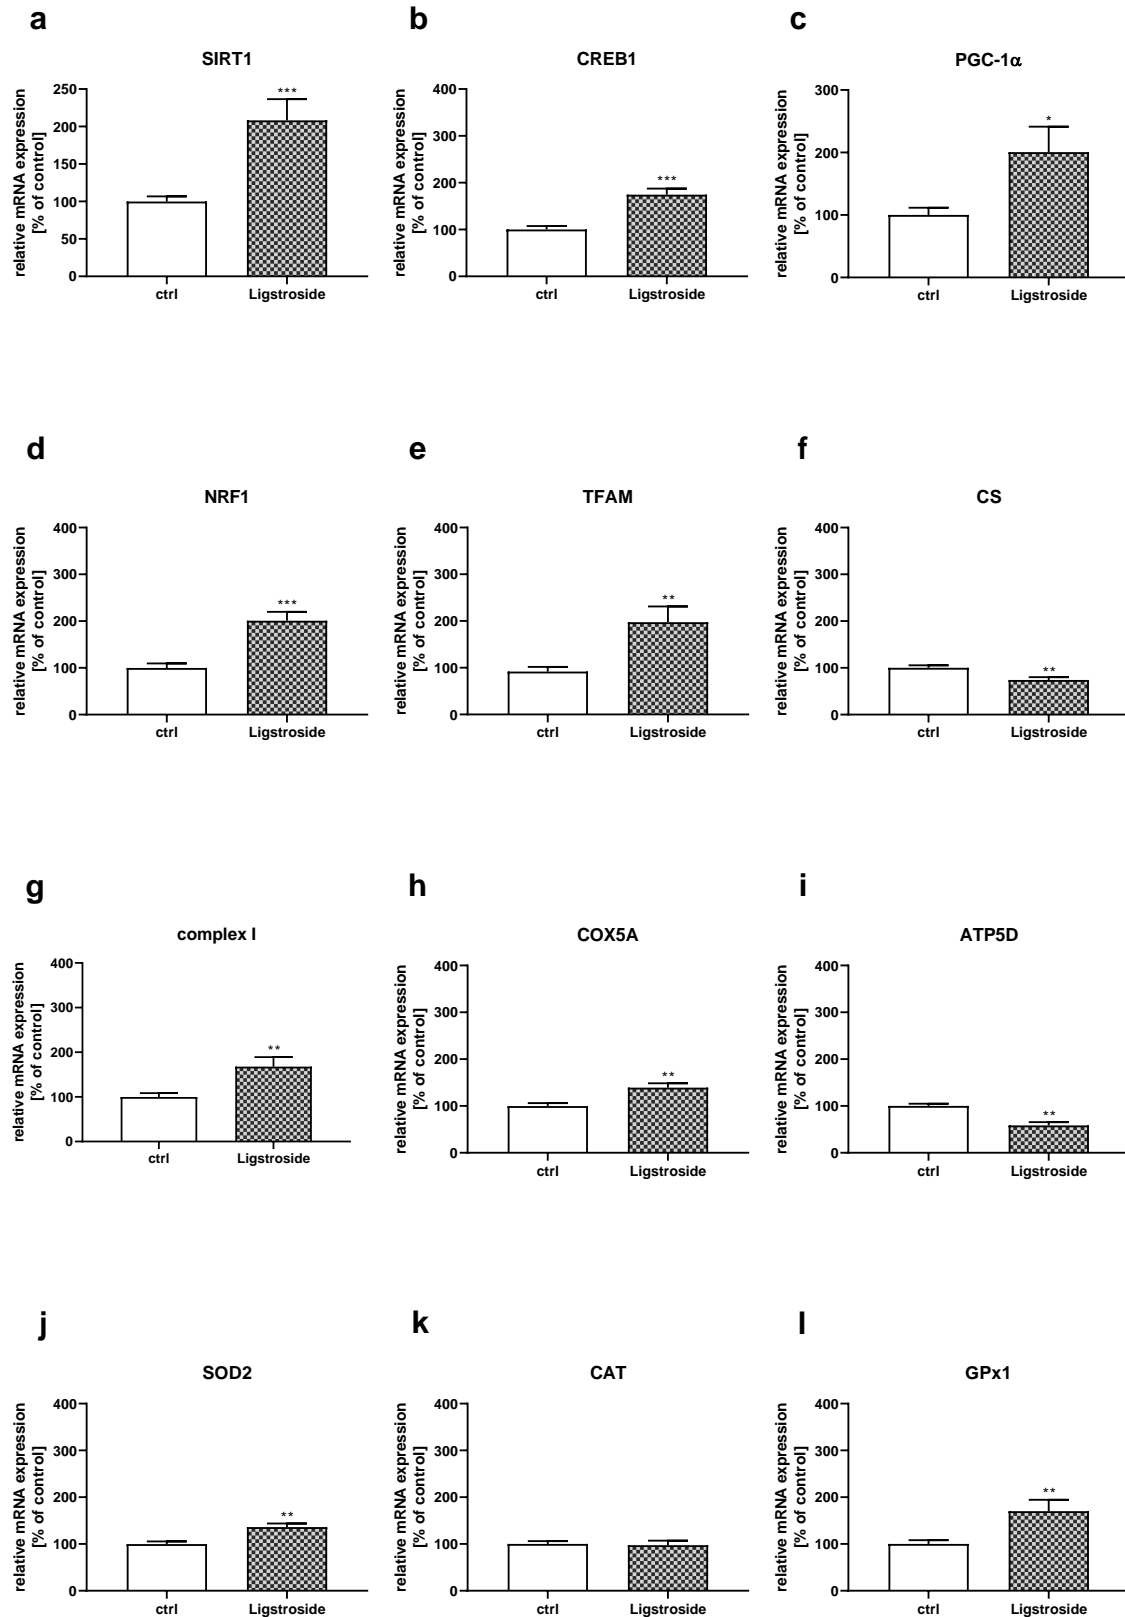 a
SIRT1
relative mRNA expression
[% of control]
250
200
150
100
50
0
***
ctrl
Ligstroside
b
CREB1
relative mRNA expression
[% of control]
400
300
200
100
0
***
ctrl
Ligstroside
c
PGC-1α
relative mRNA expression
[% of control]
300
200
100
0
*
ctrl
Ligstroside
d
NRF1
relative mRNA expression
[% of control]
400
300
200
100
0
***
ctrl
Ligstroside
e
TFAM
relative mRNA expression
[% of control]
400
300
200
100
0
**
ctrl
Ligstroside
f
CS
relative mRNA expression
[% of control]
400
300
200
100
0
**
ctrl
Ligstroside
g
complex I
relative mRNA expression
[% of control]
400
300
200
100
0
**
ctrl
Ligstroside
h
COX5A
relative mRNA expression
[% of control]
400
300
200
100
0
**
ctrl
Ligstroside
i
ATP5D
relative mRNA expression
[% of control]
400
300
200
100
0
**
ctrl
Ligstroside
j
SOD2
relative mRNA expression
[% of control]
400
300
200
100
0
**
ctrl
Ligstroside
k
CAT
relative mRNA expression
[% of control]
400
300
200
100
0
ctrl
Ligstroside
l
GPx1
relative mRNA expression
[% of control]
400
300
200
100
0
**
ctrl
Ligstroside